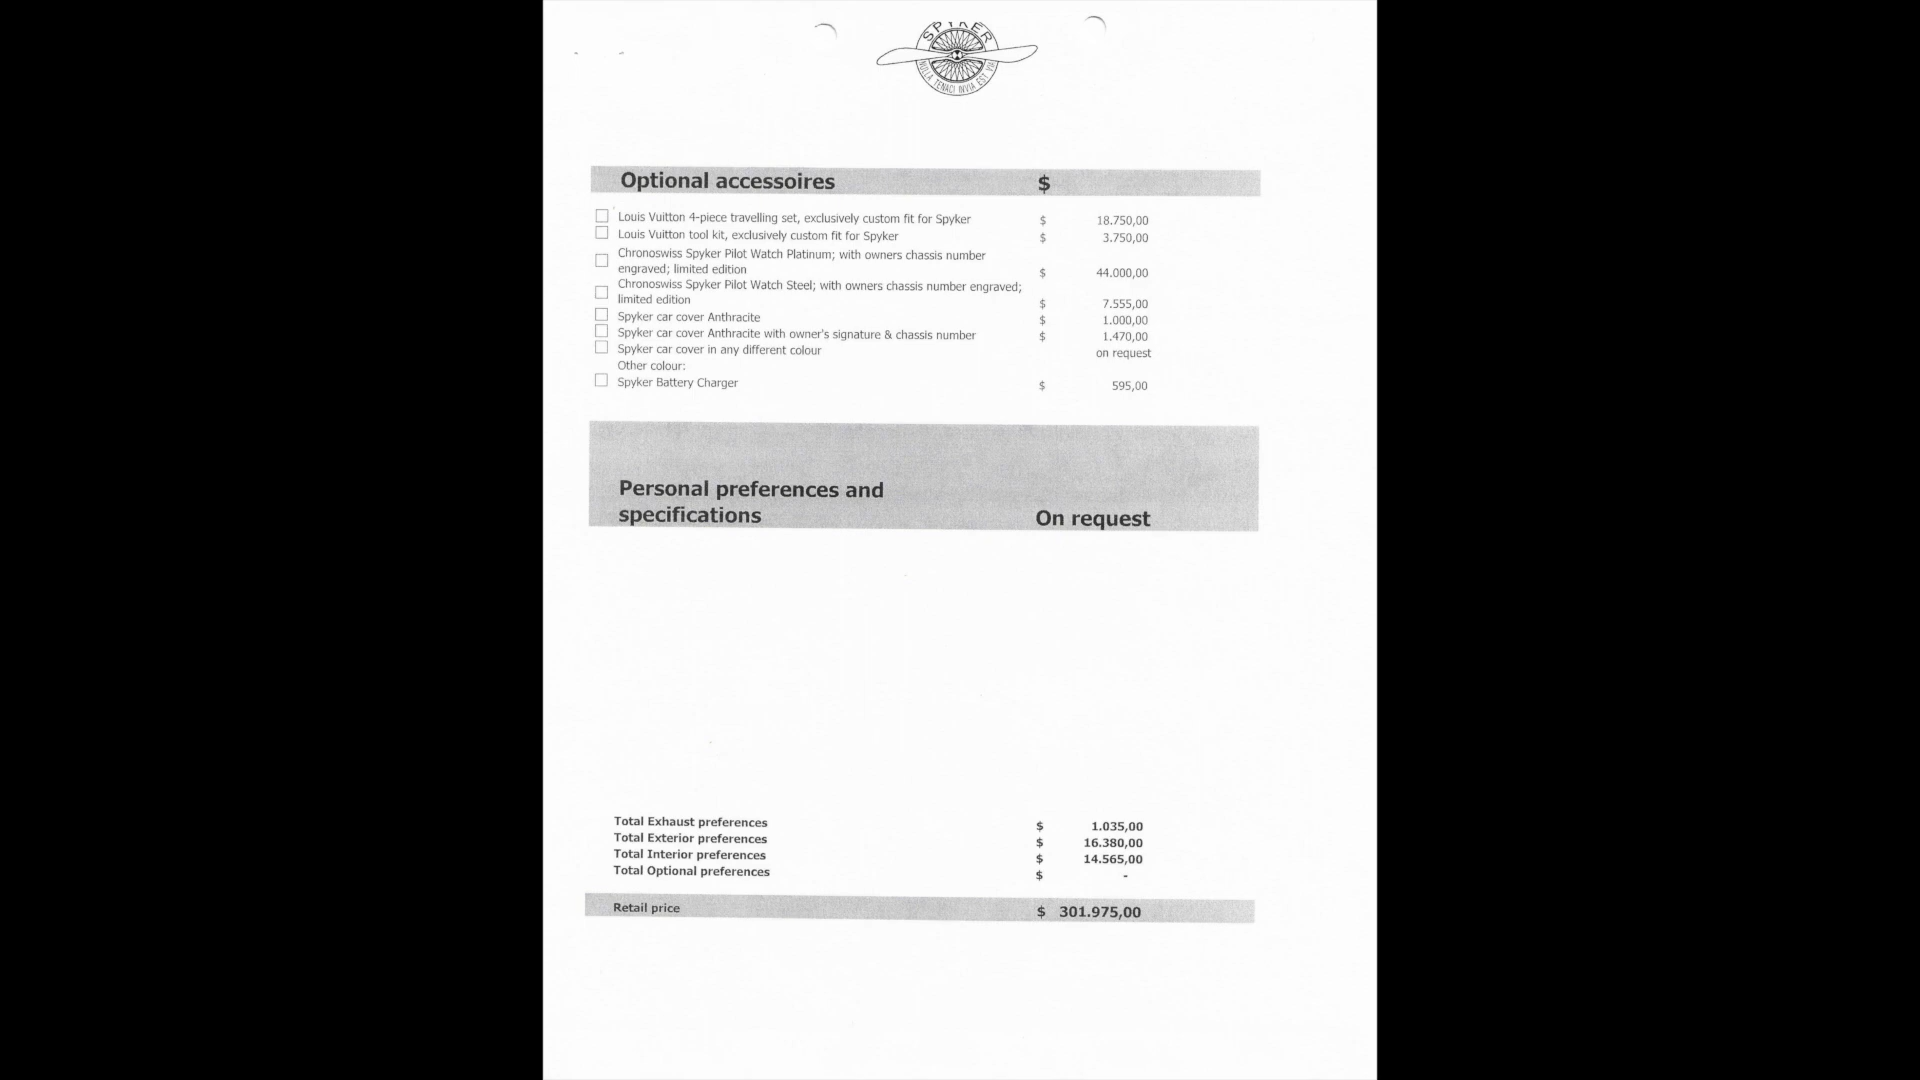 SPYKER
NULLA TENACI INVIA EST VIA
Optional accessoires $
Louis Vuitton 4-piece travelling set, exclusively custom fit for Spyker $ 18.750,00
Louis Vuitton tool kit, exclusively custom fit for Spyker $ 3.750,00
Chronoswiss Spyker Pilot Watch Platinum; with owners chassis number
engraved; limited edition $ 44.000,00
Chronoswiss Spyker Pilot Watch Steel; with owners chassis number engraved;
limited edition $ 7.555,00
Spyker car cover Anthracite $ 1.000,00
Spyker car cover Anthracite with owner's signature & chassis number $ 1.470,00
Spyker car cover in any different colour on request
Other colour:
Spyker Battery Charger $ 595,00
Personal preferences and
specifications On request
Total Exhaust preferences $ 1.035,00
Total Exterior preferences $ 16.380,00
Total Interior preferences $ 14.565,00
Total Optional preferences $ -
Retail price $ 301.975,00